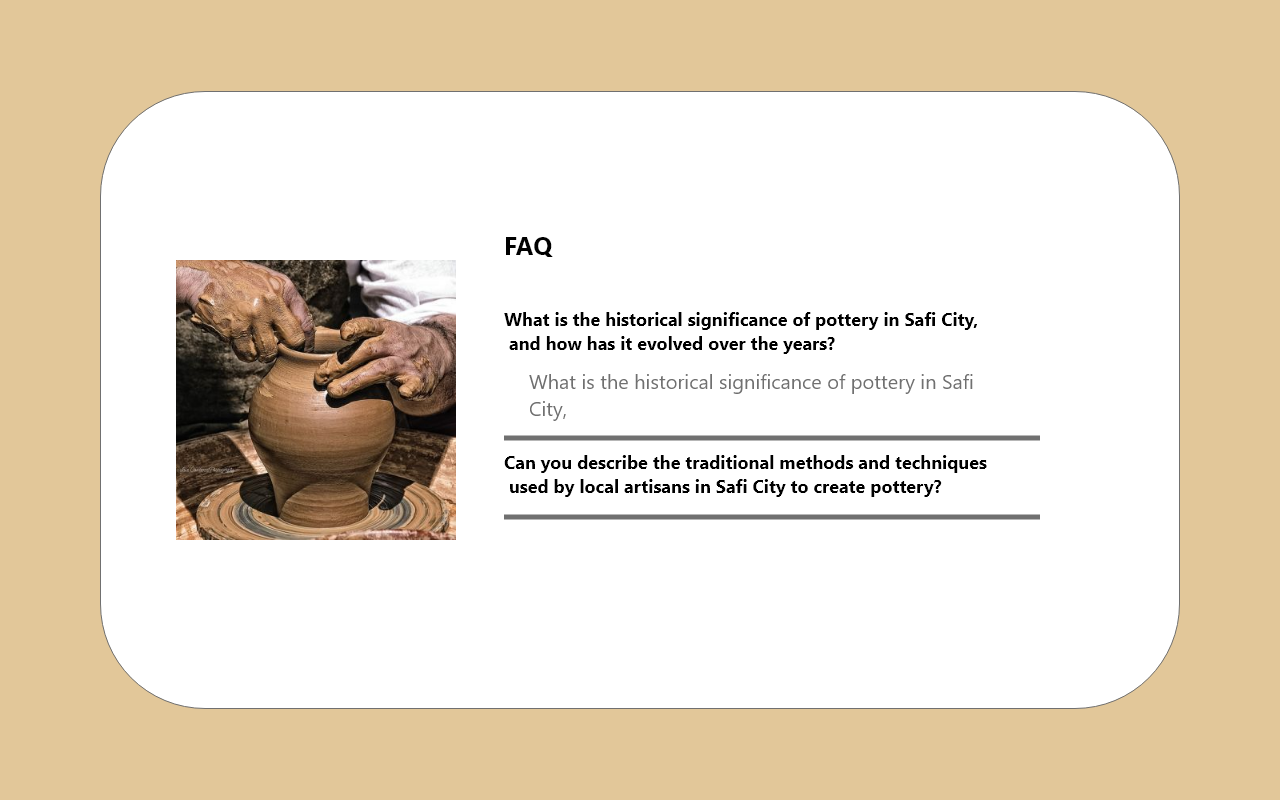 FAQ
What is the historical significance of pottery in Safi City,
and how has it evolved over the years?
What is the historical significance of pottery in Safi
City,
Can you describe the traditional methods and techniques
used by local artisans in Safi City to create pottery?